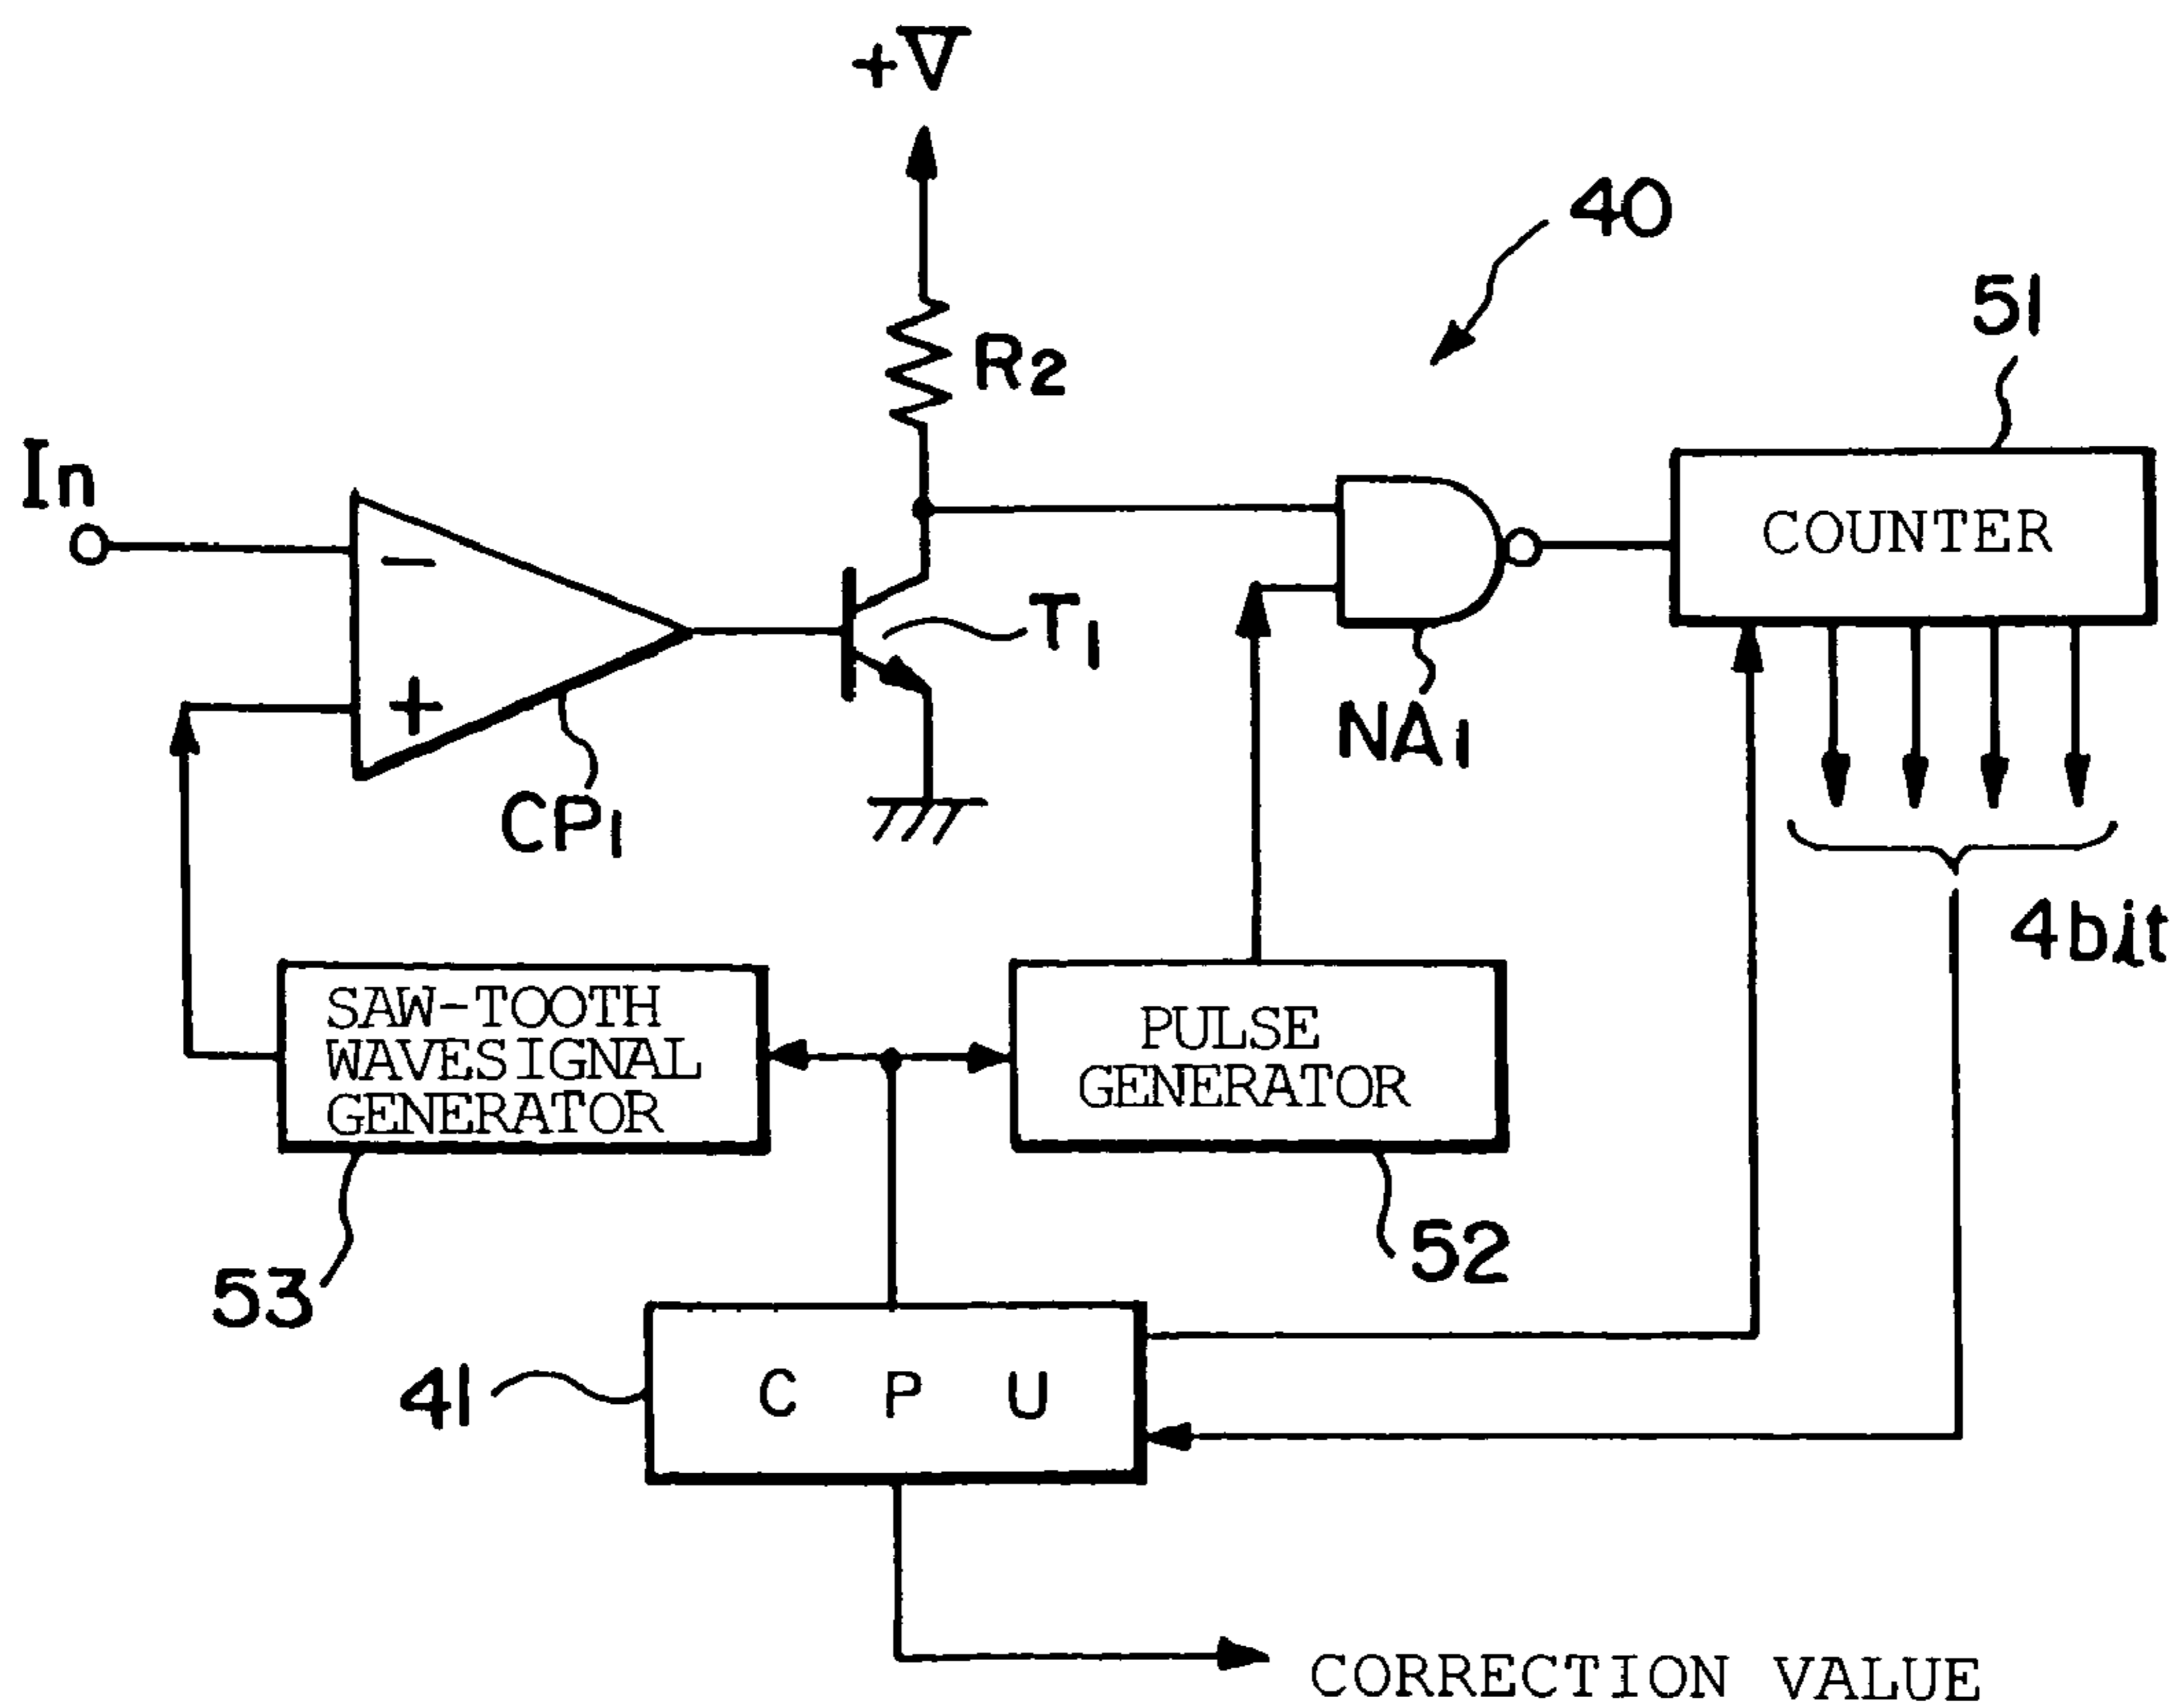 +V
40
51
R2
In
COUNTER
−
T1
+
NA1
CP1
4bit
SAW-TOOTH
WAVESIGNAL
GENERATOR
PULSE
GENERATOR
52
53
41
C P U
CORRECTION VALUE